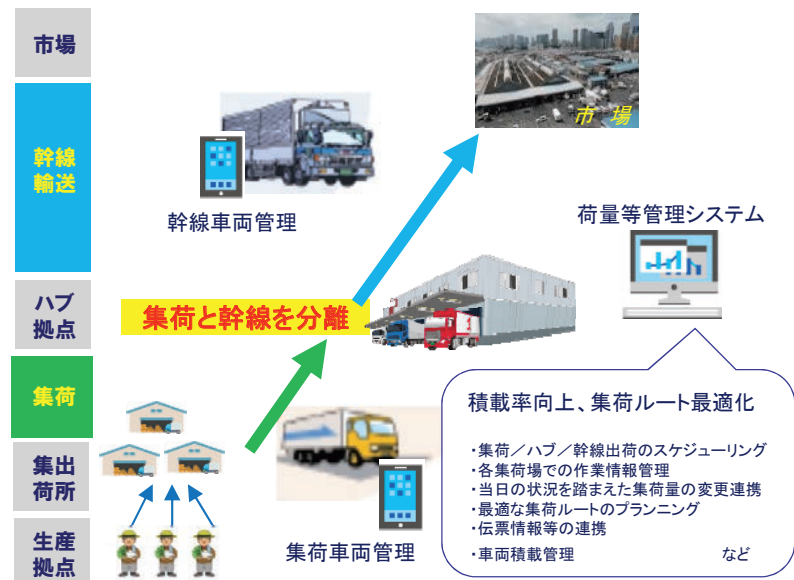 市場
幹線
輸送
ハブ
拠点
集荷
集出
荷所
生産
拠点
市 場
幹線車両管理
荷量等管理システム
集荷と幹線を分離
集荷車両管理
積載率向上、集荷ルート最適化
・集荷／ハブ／幹線出荷のスケジューリング
・各集荷場での作業情報管理
・当日の状況を踏まえた集荷量の変更連携
・最適な集荷ルートのプランニング
・伝票情報等の連携
・車両積載管理 など